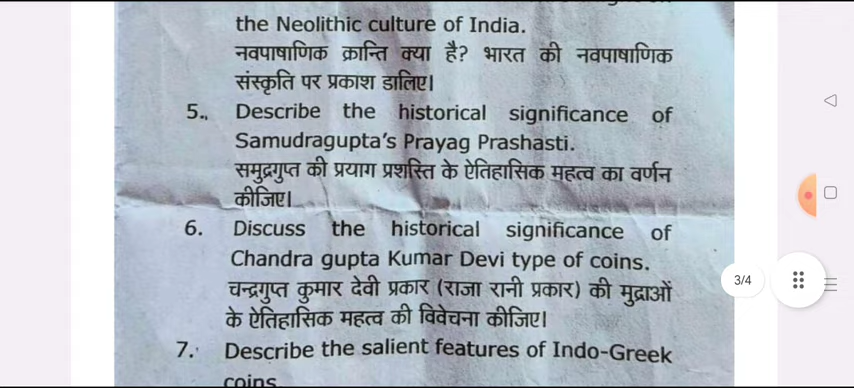 the Neolithic culture of India.
नवपाषाणिक क्रान्ति क्या है? भारत की नवपाषाणिक
संस्कृति पर प्रकाश डालिए।
5., Describe the historical significance of
Samudragupta's Prayag Prashasti.
समुद्रगुप्त की प्रयाग प्रशस्ति के ऐतिहासिक महत्व का वर्णन
कीजिए।
6. Discuss the historical significance of
Chandra gupta Kumar Devi type of coins.
चन्द्रगुप्त कुमार देवी प्रकार (राजा रानी प्रकार) की मुद्राओं
के ऐतिहासिक महत्व की विवेचना कीजिए।
3/4
7. Describe the salient features of Indo-Greek
coins.